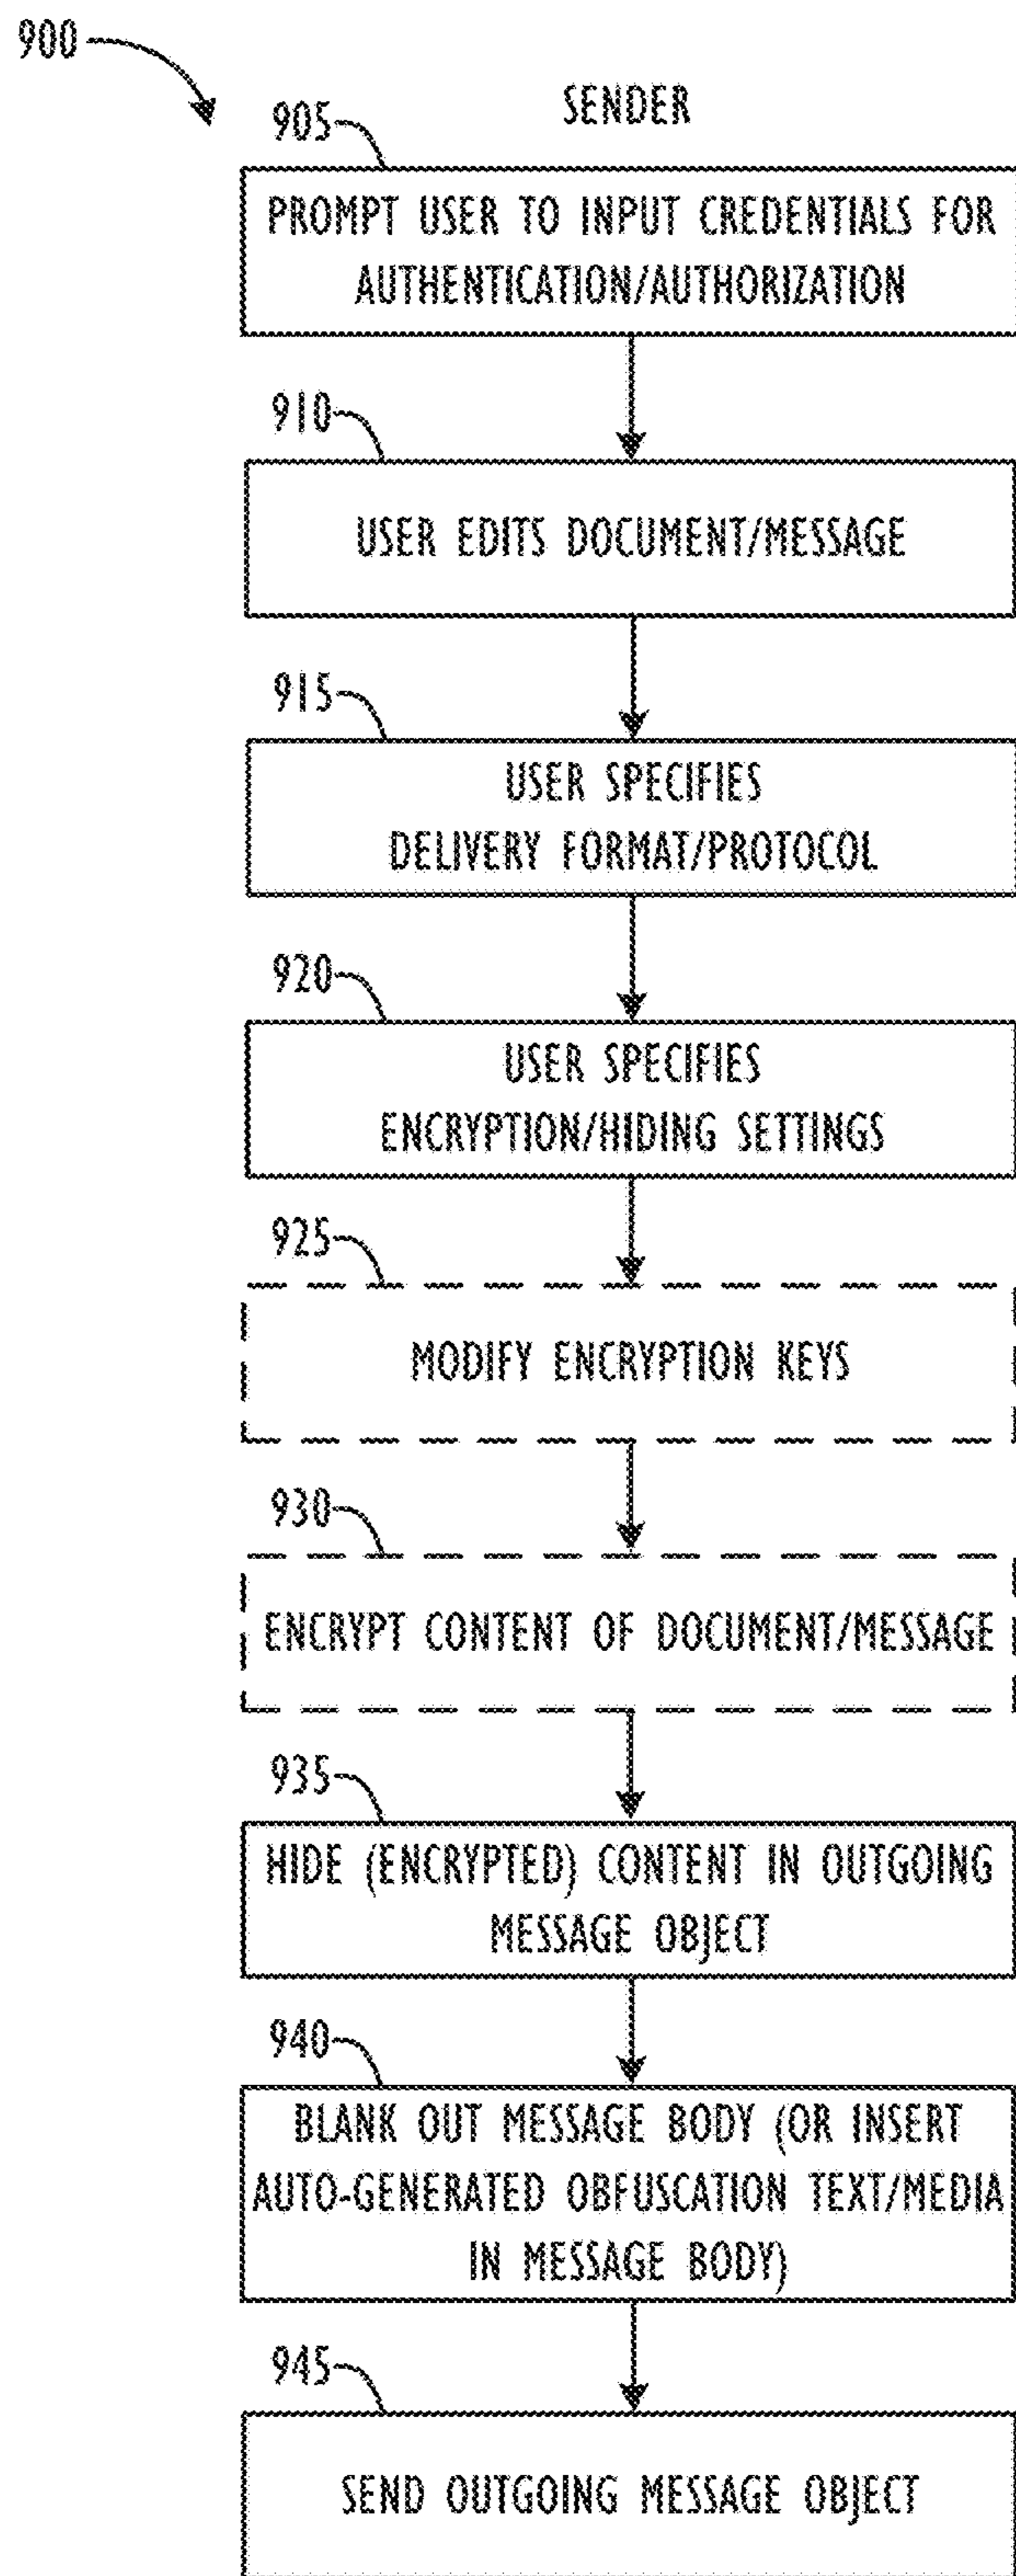 900
SENDER
905
PROMPT USER TO INPUT CREDENTIALS FOR
AUTHENTICATION/AUTHORIZATION
910
USER EDITS DOCUMENT/MESSAGE
915
USER SPECIFIES
DELIVERY FORMAT/PROTOCOL
920
USER SPECIFIES
ENCRYPTION/HIDING SETTINGS
925
MODIFY ENCRYPTION KEYS
930
ENCRYPT CONTENT OF DOCUMENT/MESSAGE
935
HIDE (ENCRYPTED) CONTENT IN OUTGOING
MESSAGE OBJECT
940
BLANK OUT MESSAGE BODY (OR INSERT
AUTO-GENERATED OBFUSCATION TEXT/MEDIA
IN MESSAGE BODY)
945
SEND OUTGOING MESSAGE OBJECT